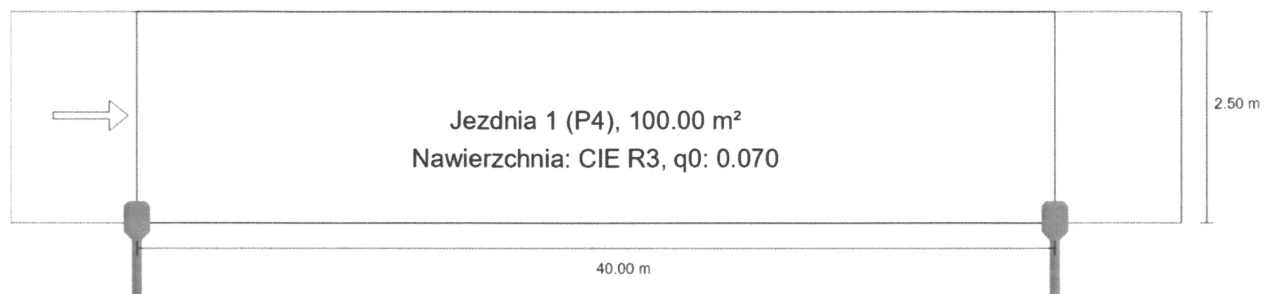 Jezdnia 1 (P4), 100.00 m²
2.50 m
Nawierzchnia: CIE R3, q0: 0.070
40.00 m